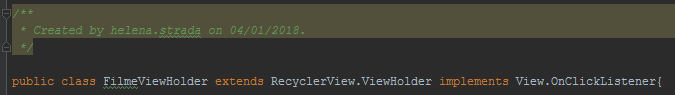 /**
 * Created by helena.strada on 04/01/2018.
 */
public class FilmeViewHolder extends RecyclerView.ViewHolder implements View.OnClickListener{